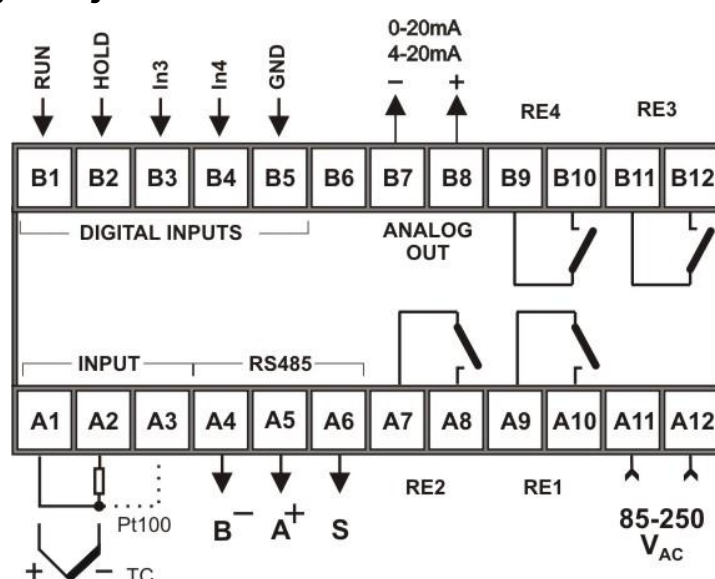 0-20mA
4-20mA
RUN HOLD In3 In4 GND
− +
RE4 RE3
B1 B2 B3 B4 B5 B6 B7 B8 B9 B10 B11 B12
DIGITAL INPUTS
ANALOG
OUT
INPUT RS485
A1 A2 A3 A4 A5 A6 A7 A8 A9 A10 A11 A12
RE2 RE1
Pt100
B− A+ S
85-250
VAC
+ − TC